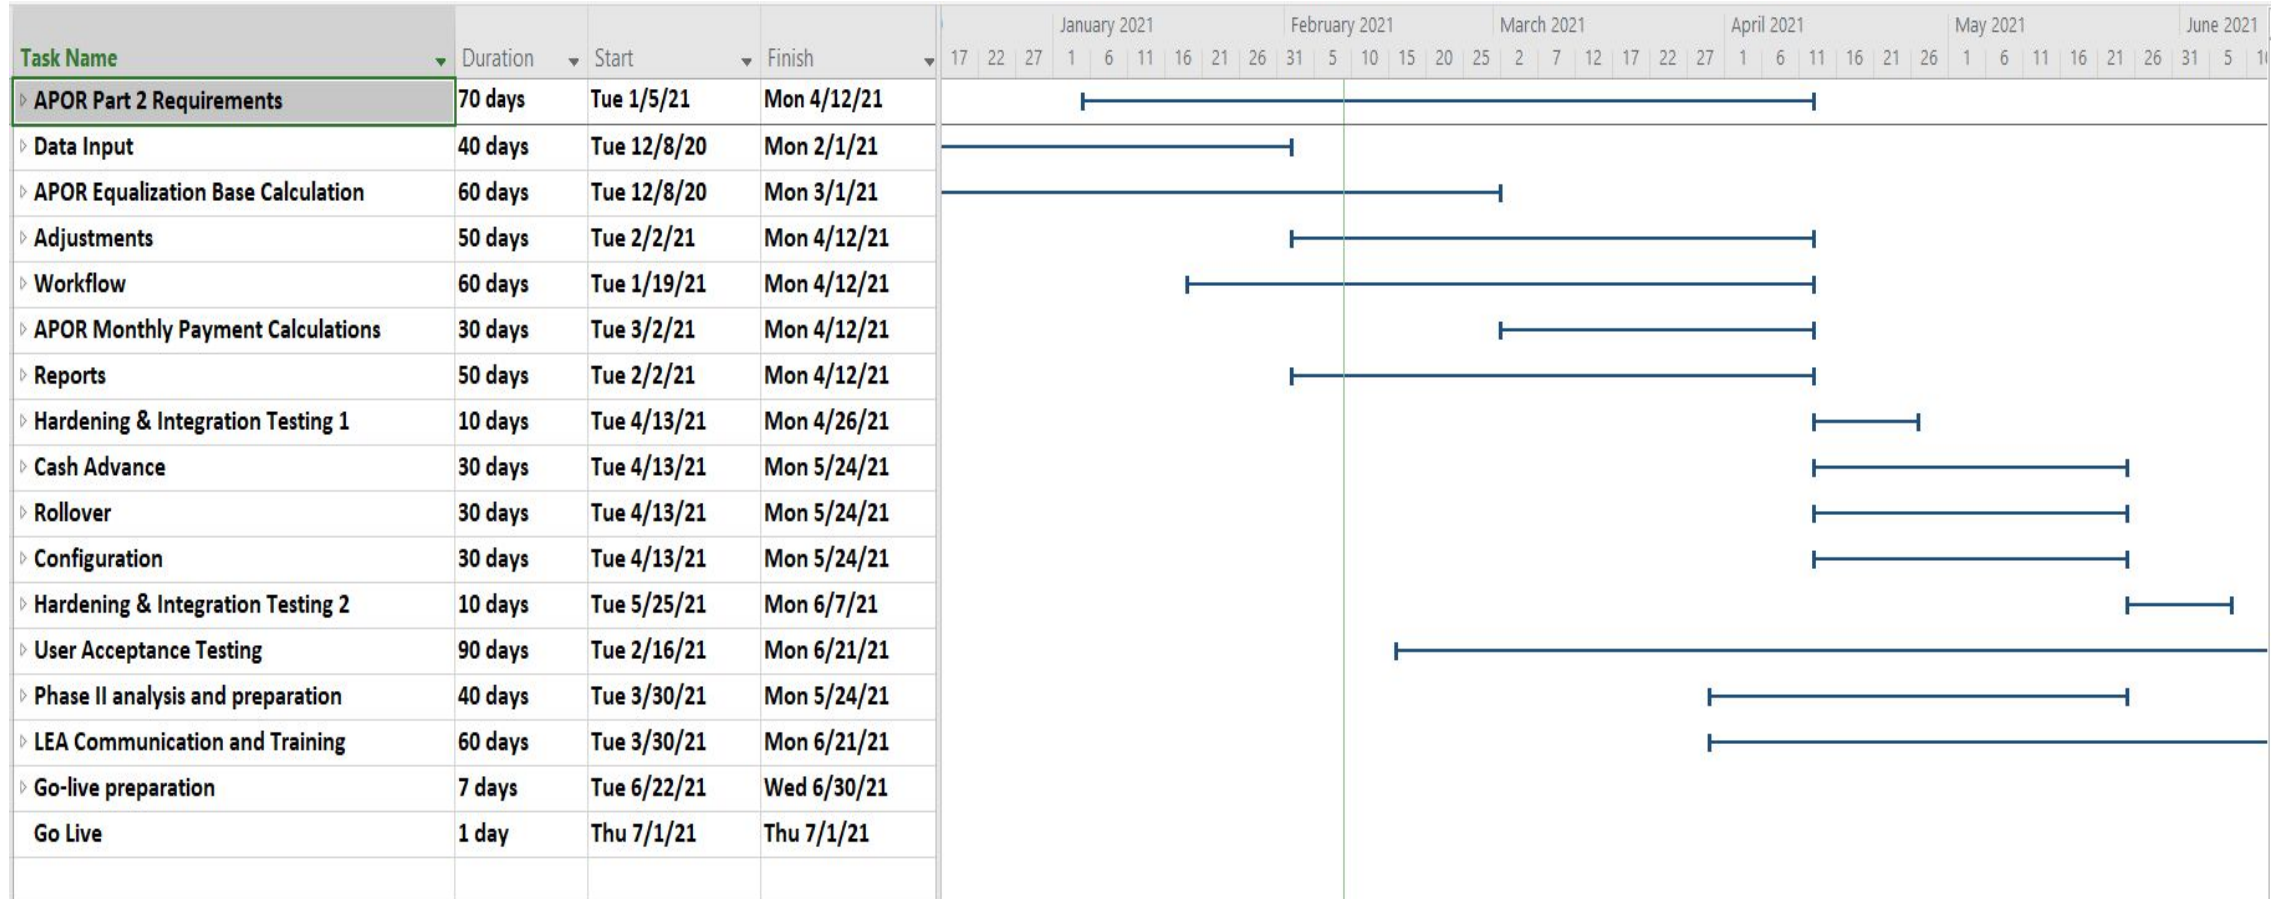 January 2021 February 2021 March 2021 April 2021 May 2021 June 2021
Task Name Duration Start Finish 17 22 27 1 6 11 16 21 26 31 5 10 15 20 25 2 7 12 17 22 27 1 6 11 16 21 26 1 6 11 16 21 26 31 5
APOR Part 2 Requirements 70 days Tue 1/5/21 Mon 4/12/21
Data Input 40 days Tue 12/8/20 Mon 2/1/21
APOR Equalization Base Calculation 60 days Tue 12/8/20 Mon 3/1/21
Adjustments 50 days Tue 2/2/21 Mon 4/12/21
Workflow 60 days Tue 1/19/21 Mon 4/12/21
APOR Monthly Payment Calculations 30 days Tue 3/2/21 Mon 4/12/21
Reports 50 days Tue 2/2/21 Mon 4/12/21
Hardening & Integration Testing 1 10 days Tue 4/13/21 Mon 4/26/21
Cash Advance 30 days Tue 4/13/21 Mon 5/24/21
Rollover 30 days Tue 4/13/21 Mon 5/24/21
Configuration 30 days Tue 4/13/21 Mon 5/24/21
Hardening & Integration Testing 2 10 days Tue 5/25/21 Mon 6/7/21
User Acceptance Testing 90 days Tue 2/16/21 Mon 6/21/21
Phase II analysis and preparation 40 days Tue 3/30/21 Mon 5/24/21
LEA Communication and Training 60 days Tue 3/30/21 Mon 6/21/21
Go-live preparation 7 days Tue 6/22/21 Wed 6/30/21
Go Live 1 day Thu 7/1/21 Thu 7/1/21